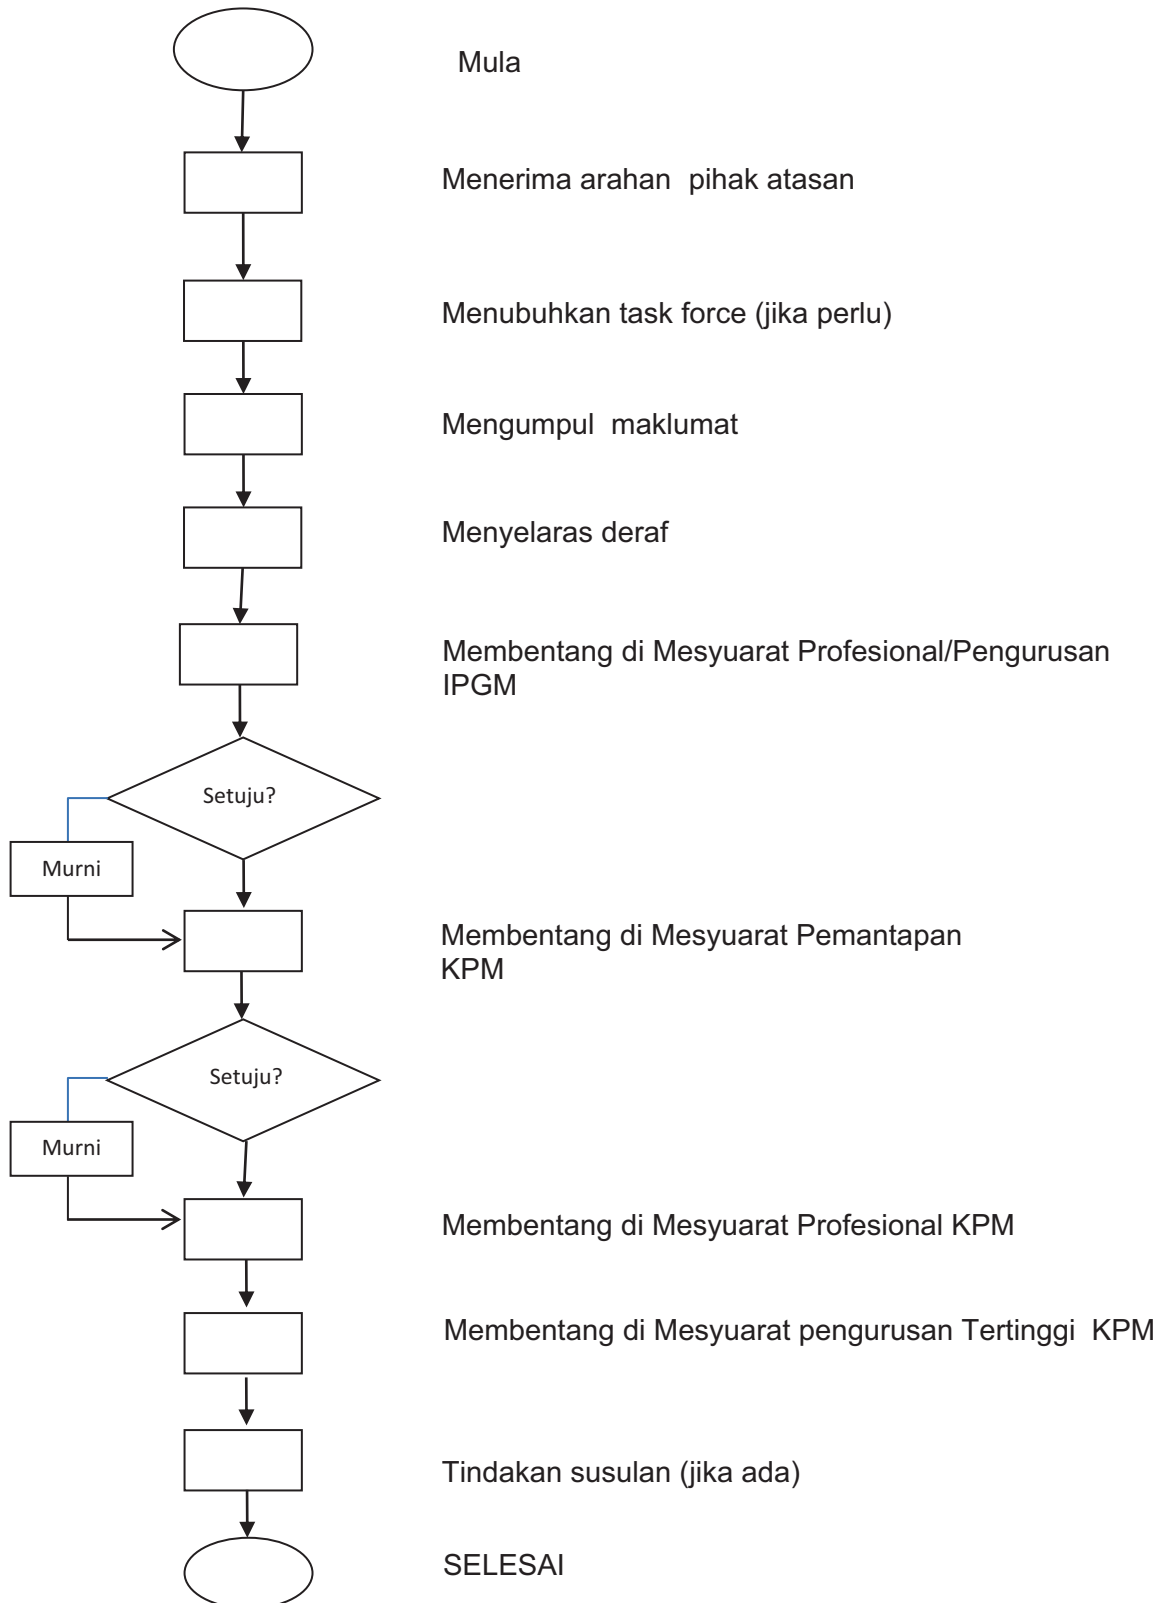 Mula
Menerima arahan  pihak atasan
Menubuhkan task force (jika perlu)
Mengumpul  maklumat
Menyelaras deraf
Membentang di Mesyuarat Profesional/Pengurusan
IPGM
Setuju?
Murni
Membentang di Mesyuarat Pemantapan
KPM
Setuju?
Murni
Membentang di Mesyuarat Profesional KPM
Membentang di Mesyuarat pengurusan Tertinggi  KPM
Tindakan susulan (jika ada)
SELESAI